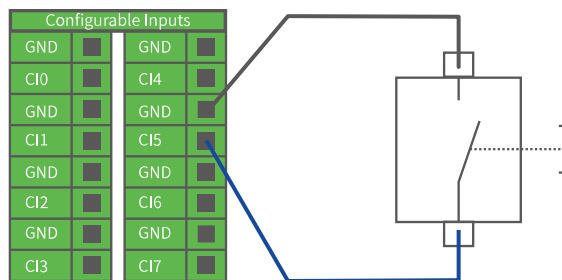 Configurable Inputs
GND GND
CI0 CI4
GND GND
CI1 CI5
GND GND
CI2 CI6
GND GND
CI3 CI7